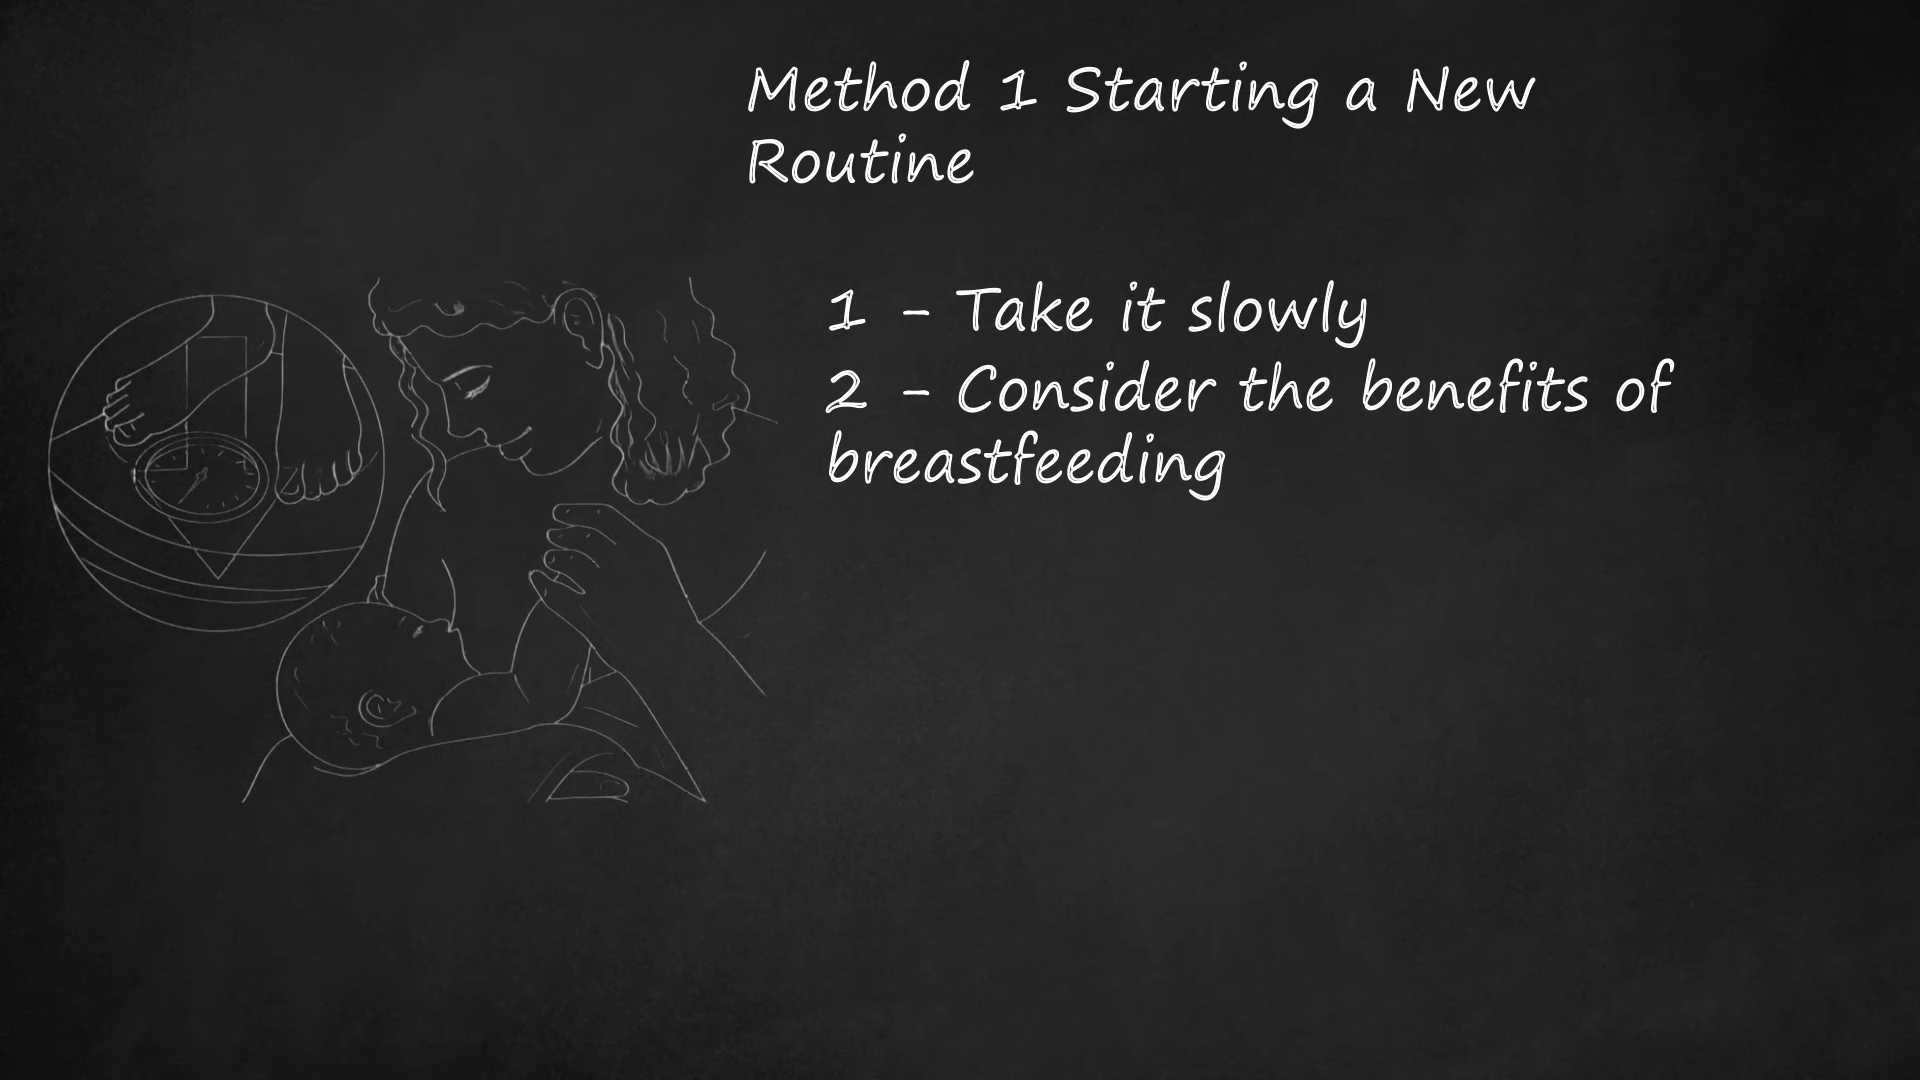 Method 1 Starting a New
Routine
1 - Take it slowly
2 - Consider the benefits of
breastfeeding